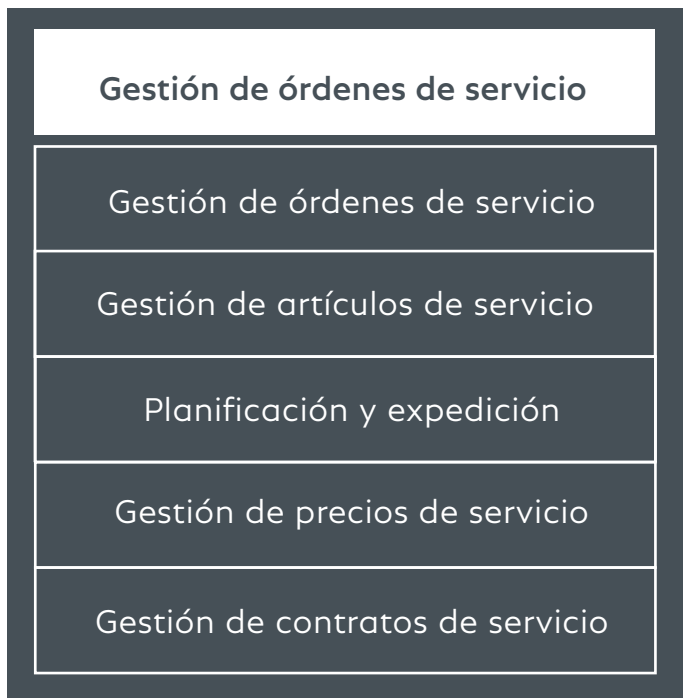 Gestión de órdenes de servicio
Gestión de órdenes de servicio
Gestión de artículos de servicio
Planificación y expedición
Gestión de precios de servicio
Gestión de contratos de servicio